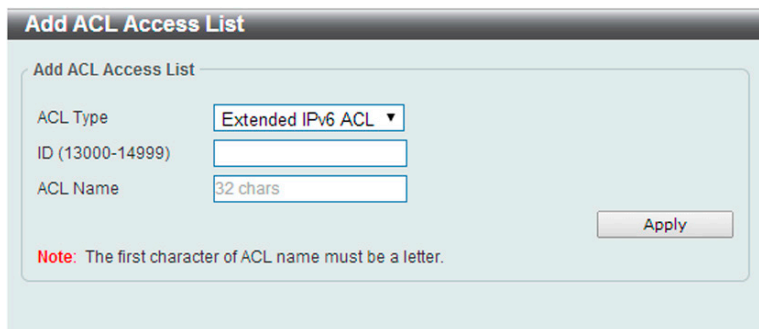 Add ACL Access List
Add ACL Access List
ACL Type Extended IPv6 ACL
ID (13000-14999)
ACL Name 32 chars
Apply
Note: The first character of ACL name must be a letter.